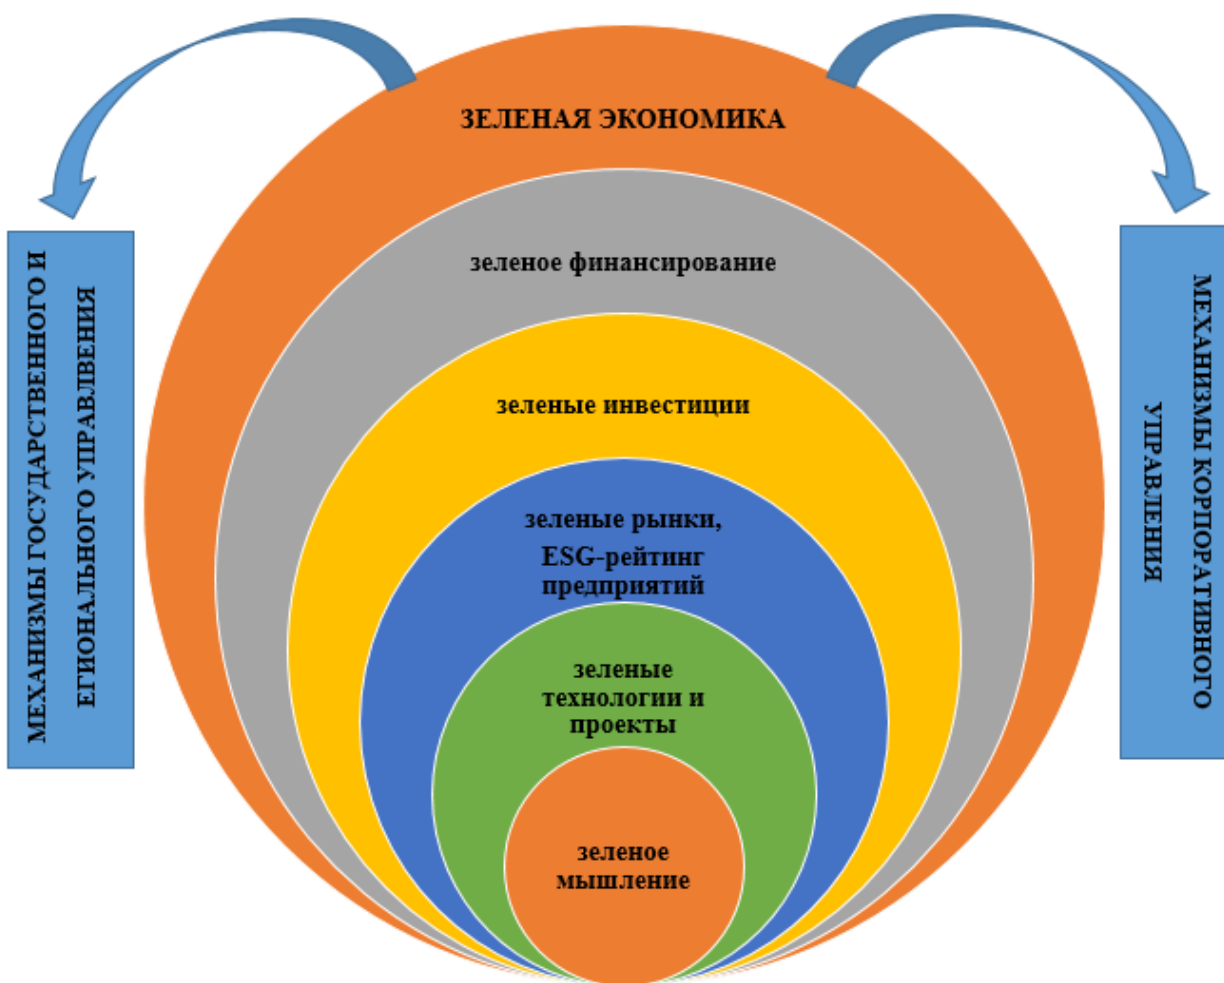 ЗЕЛЕНАЯ ЭКОНОМИКА
зеленое финансирование
зеленые инвестиции
зеленые рынки,
ESG-рейтинг
предприятий
зеленые
технологии и
проекты
зеленое
мышление
МЕХАНИЗМЫ ГОСУДАРСТВЕННОГО И
ЕГИОНАЛЬНОГО УПРАВЛВЕНИЯ
МЕХАНИЗМЫ КОРПОРАТИВНОГО
УПРАВЛЕНИЯ